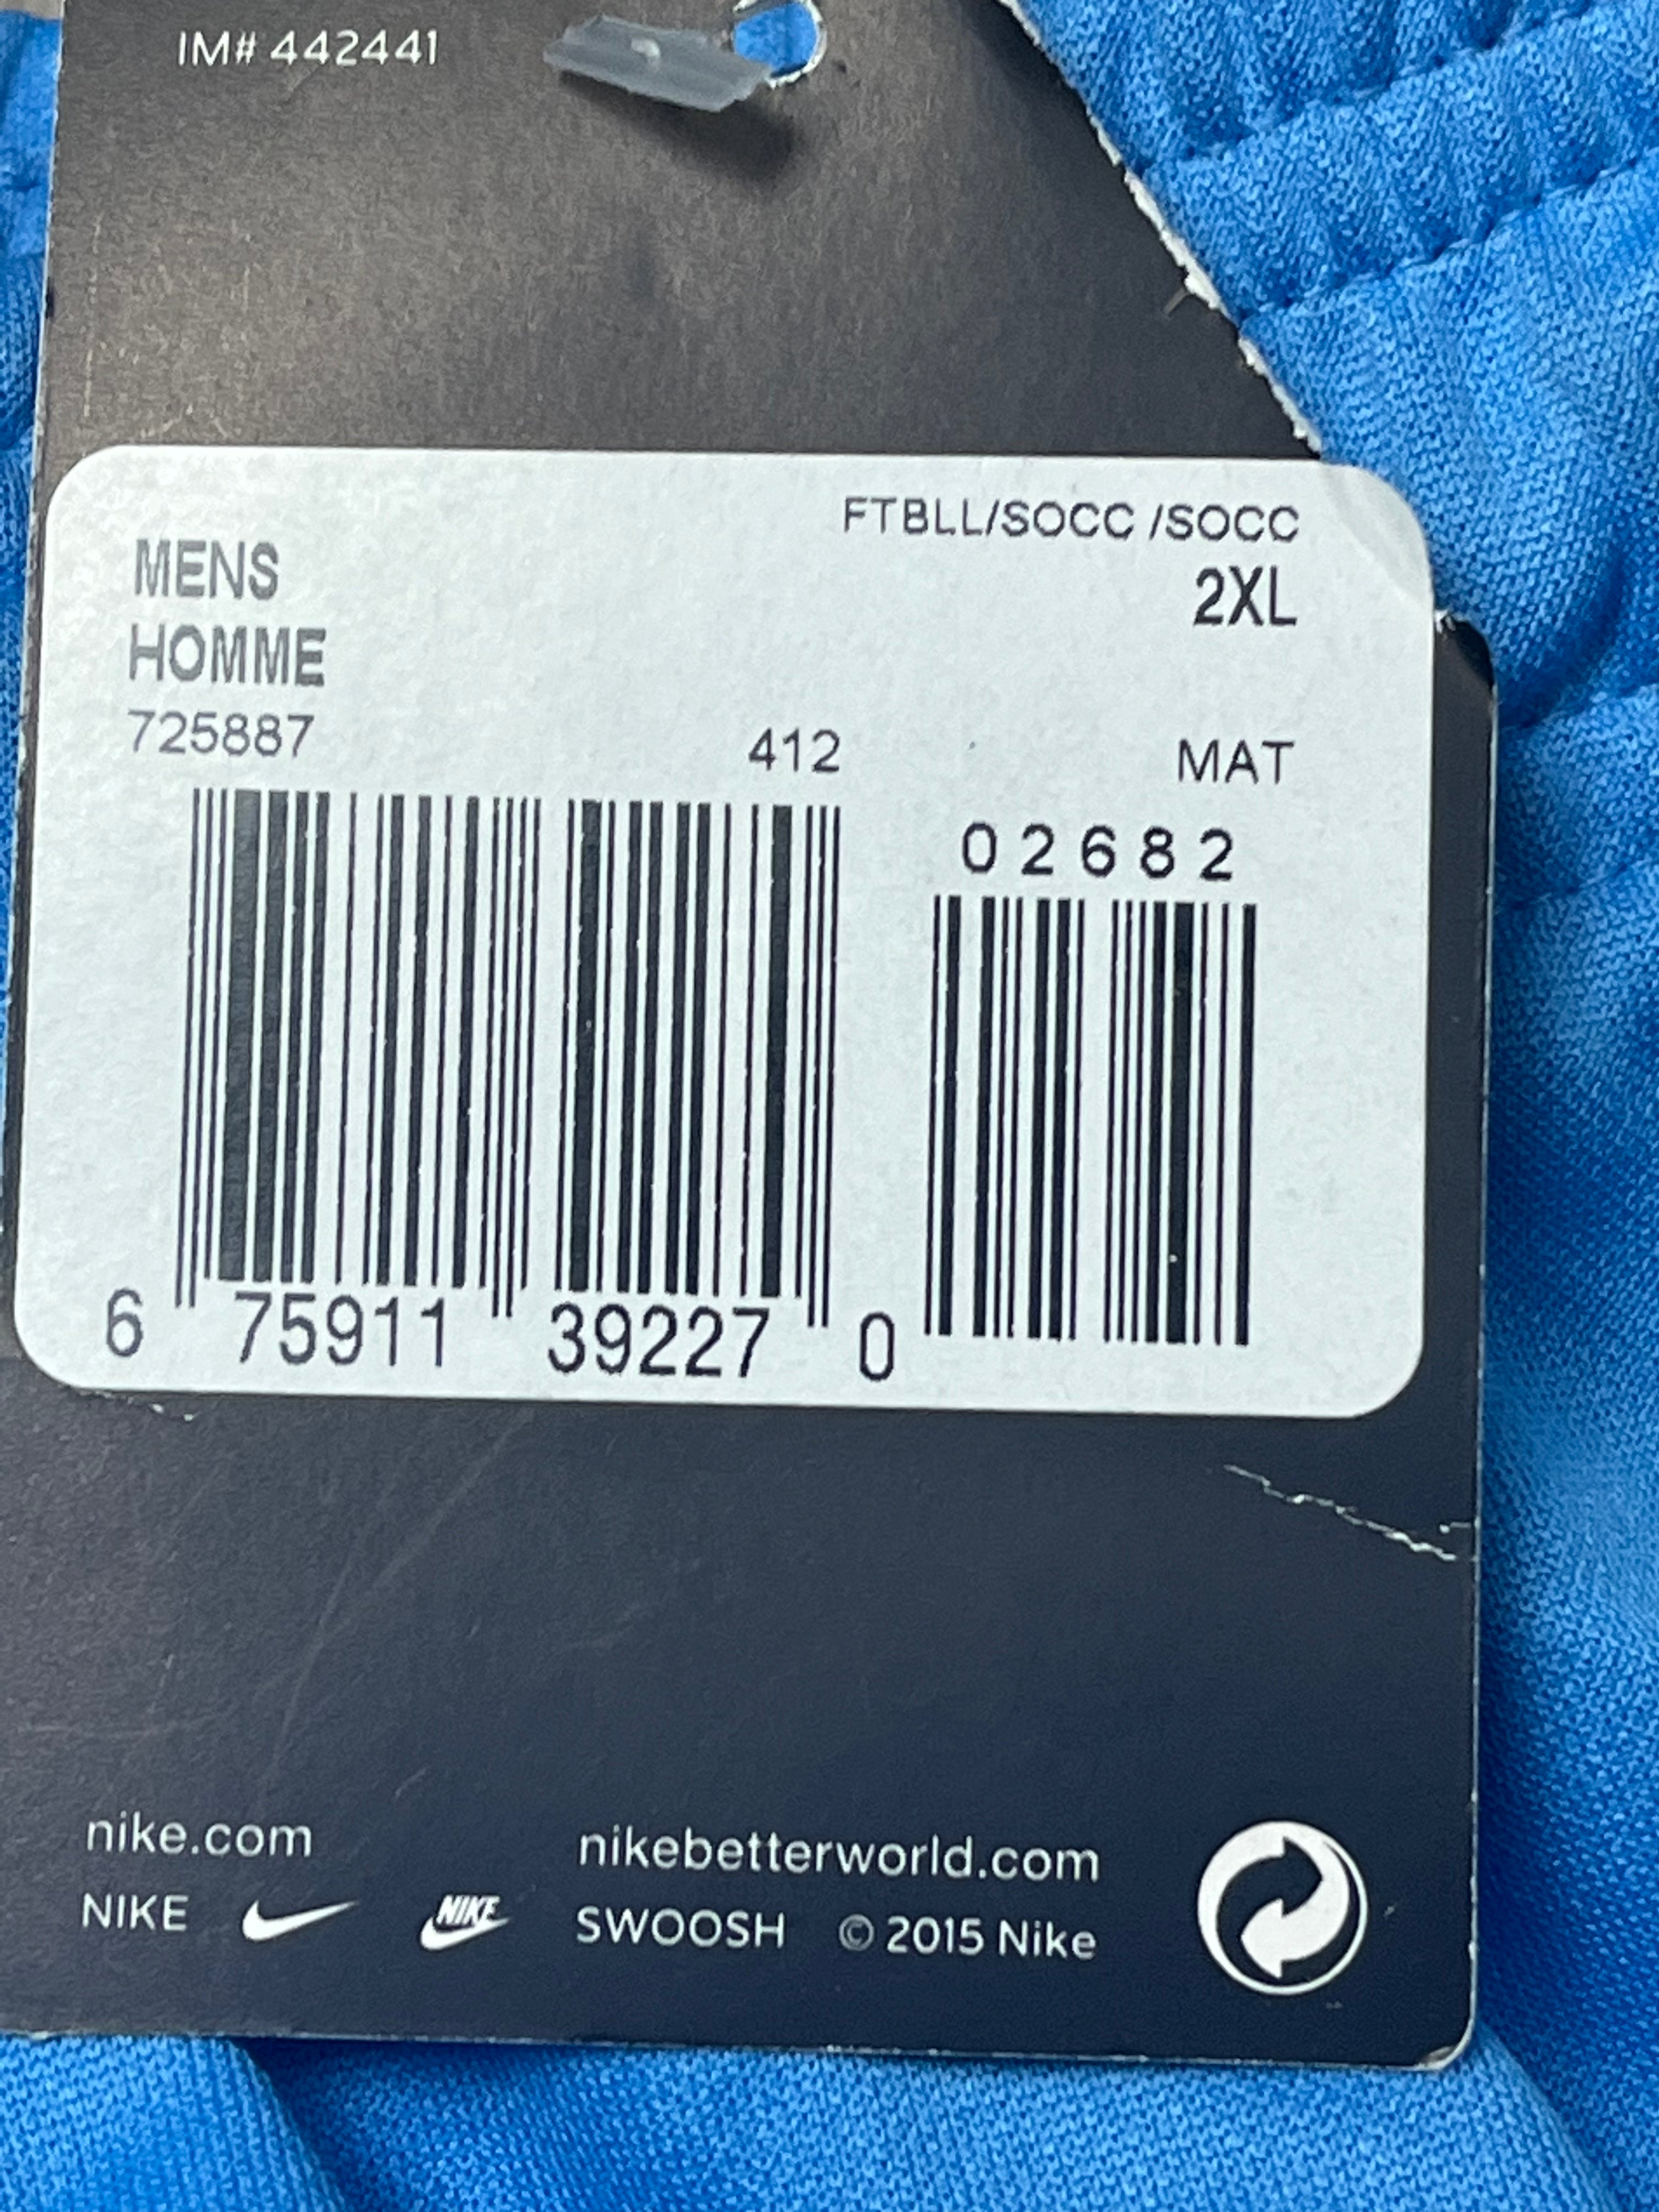 IM# 442441
FTBLL/SOCC /SOCC
MENS
2XL
HOMME
725887 412 MAT
02682
6 75911 39227 0
nike.com nikebetterworld.com
NIKE NIKE SWOOSH © 2015 Nike